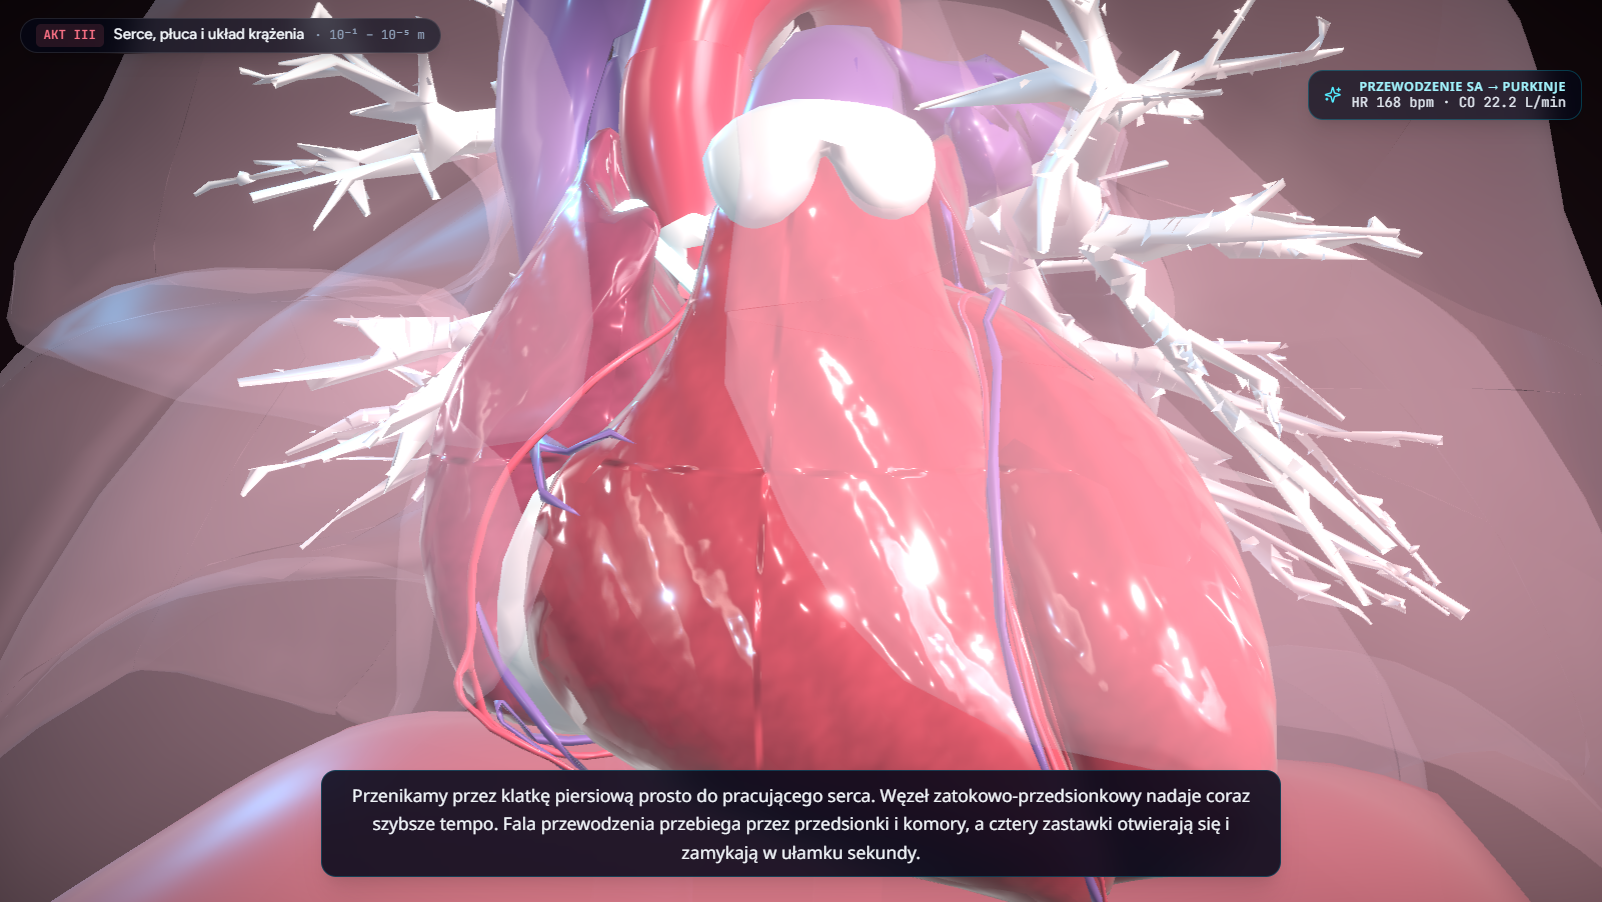 AKT III Serce, płuca i układ krążenia · 10⁻¹ – 10⁻⁵ m
PRZEWODZENIE SA → PURKINJE
HR 168 bpm · CO 22.2 L/min
Przenikamy przez klatkę piersiową prosto do pracującego serca. Węzeł zatokowo-przedsionkowy nadaje coraz
szybsze tempo. Fala przewodzenia przebiega przez przedsionki i komory, a cztery zastawki otwierają się i
zamykają w ułamku sekundy.